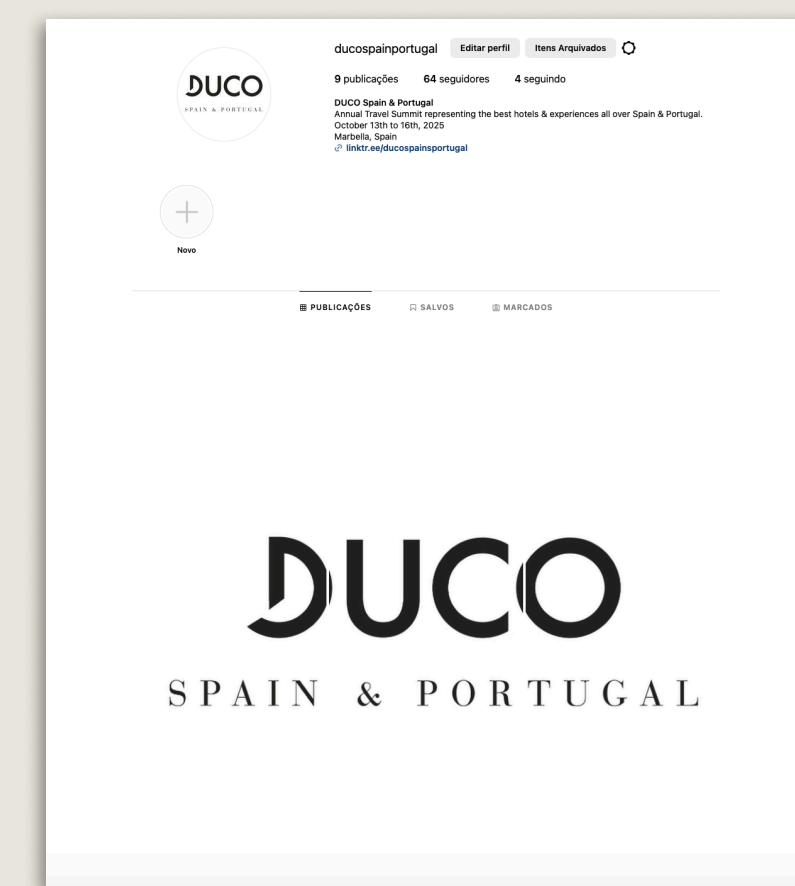 DUCO
SPAIN & PORTUGAL
ducospainportugal Editar perfil Itens Arquivados
9 publicações 64 seguidores 4 seguindo
DUCO Spain & Portugal
Annual Travel Summit representing the best hotels & experiences all over Spain & Portugal.
October 13th to 16th, 2025
Marbella, Spain
linktr.ee/ducospainsportugal
Novo
PUBLICAÇÕES SALVOS MARCADOS
DUCO
SPAIN & PORTUGAL